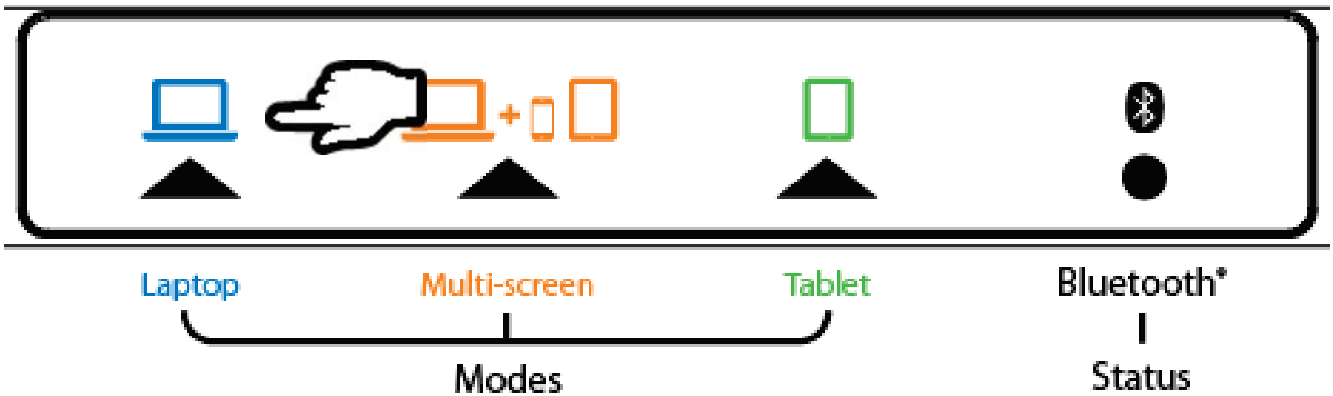 +
Laptop
Multi-screen
Tablet
Bluetooth®
Modes
Status